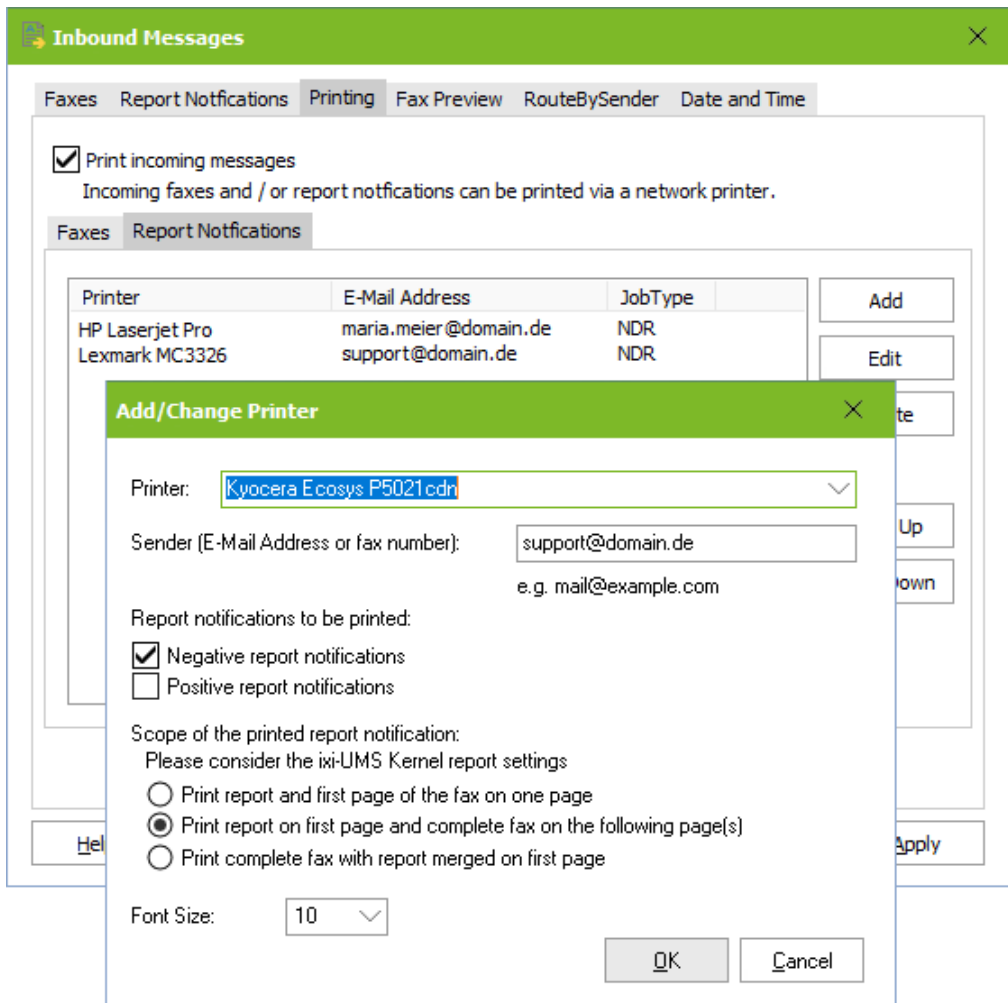 Inbound Messages
Faxes Report Notfications Printing Fax Preview RouteBySender Date and Time
Print incoming messages
Incoming faxes and / or report notfications can be printed via a network printer.
Faxes Report Notfications
Printer E-Mail Address JobType
Add
HP Laserjet Pro maria.meier@domain.de NDR
Lexmark MC3326 support@domain.de NDR
Edit
Add/Change Printer
te
Printer: Kyocera Ecosys P5021cdn
Sender (E-Mail Address or fax number): support@domain.de
Up
e.g. mail@example.com
own
Report notifications to be printed:
Negative report notifications
Positive report notifications
Scope of the printed report notification:
Please consider the ixi-UMS Kernel report settings
Print report and first page of the fax on one page
Print report on first page and complete fax on the following page(s)
Hel
Apply
Print complete fax with report merged on first page
Font Size: 10
OK Cancel